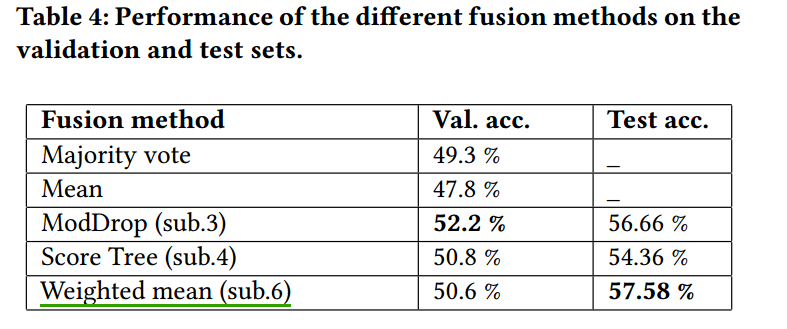 Table 4: Performance of the different fusion methods on the
validation and test sets.
Fusion method Val. acc. Test acc.
Majority vote 49.3 % _
Mean 47.8 % _
ModDrop (sub.3) 52.2 % 56.66 %
Score Tree (sub.4) 50.8 % 54.36 %
Weighted mean (sub.6) 50.6 % 57.58 %